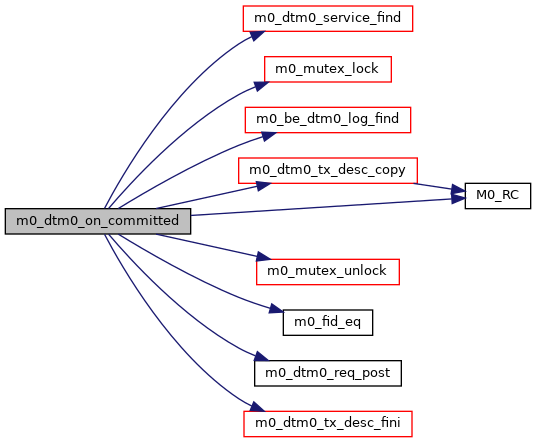 m0_dtm0_service_find
m0_mutex_lock
m0_be_dtm0_log_find
m0_dtm0_tx_desc_copy
M0_RC
m0_dtm0_on_committed
m0_mutex_unlock
m0_fid_eq
m0_dtm0_req_post
m0_dtm0_tx_desc_fini